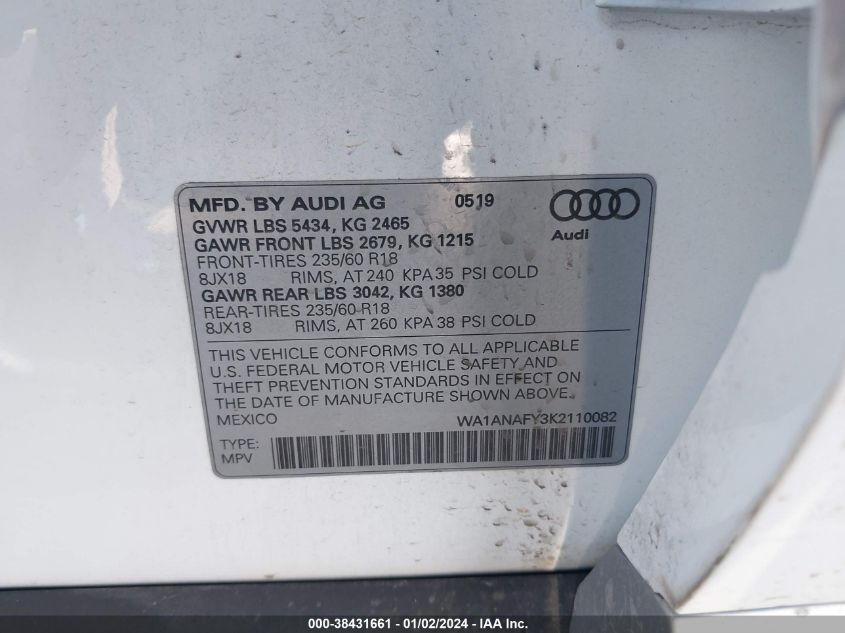 MFD. BY AUDI AG 0519
GVWR LBS 5434, KG 2465
GAWR FRONT LBS 2679, KG 1215
FRONT-TIRES 235/60 R18
8JX18 RIMS, AT 240 KPA 35 PSI COLD
GAWR REAR LBS 3042, KG 1380
REAR-TIRES 235/60 R18
8JX18 RIMS, AT 260 KPA 38 PSI COLD
Audi
THIS VEHICLE CONFORMS TO ALL APPLICABLE
U.S. FEDERAL MOTOR VEHICLE SAFETY AND
THEFT PREVENTION STANDARDS IN EFFECT ON
THE DATE OF MANUFACTURE SHOWN ABOVE.
MEXICO WA1ANAFY3K2110082
TYPE:
MPV
000-38431661 - 01/02/2024 - www.iaai.com